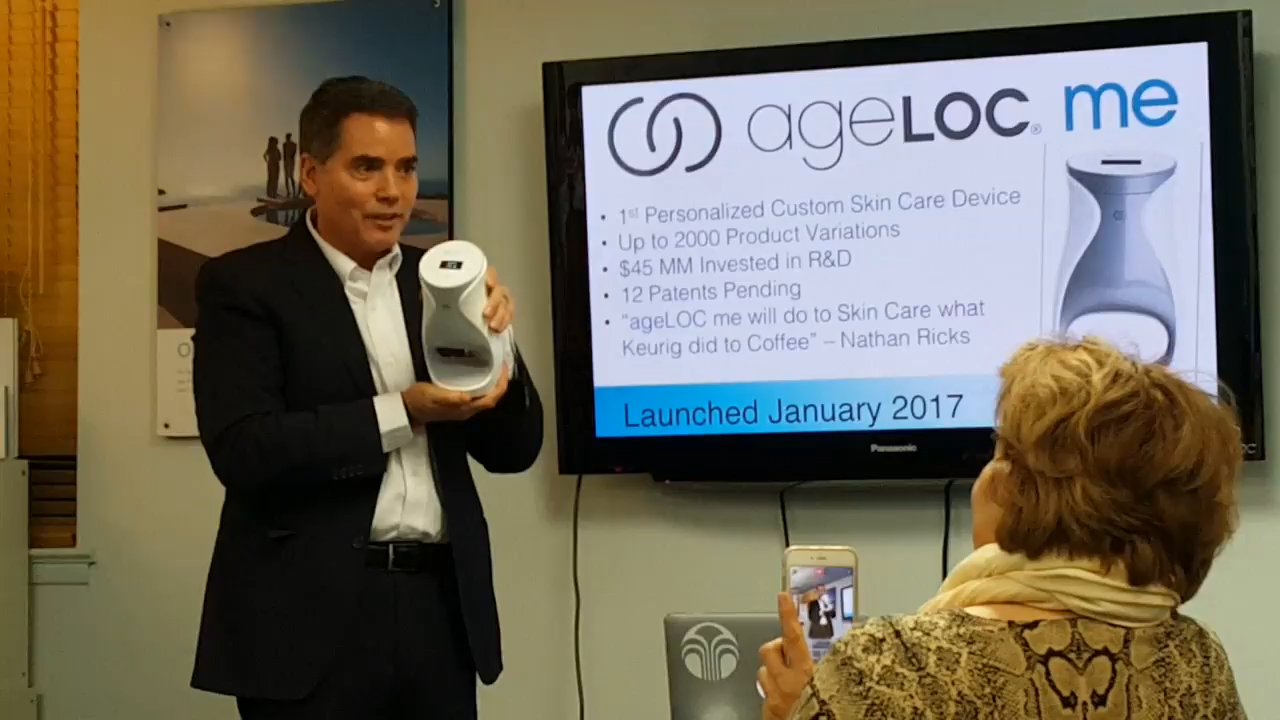 ageLOC® me
• 1st Personalized Custom Skin Care Device
• Up to 2000 Product Variations
• $45 MM Invested in R&D
• 12 Patents Pending
• “ageLOC me will do to Skin Care what
Keurig did to Coffee” – Nathan Ricks
Launched January 2017
Panasonic